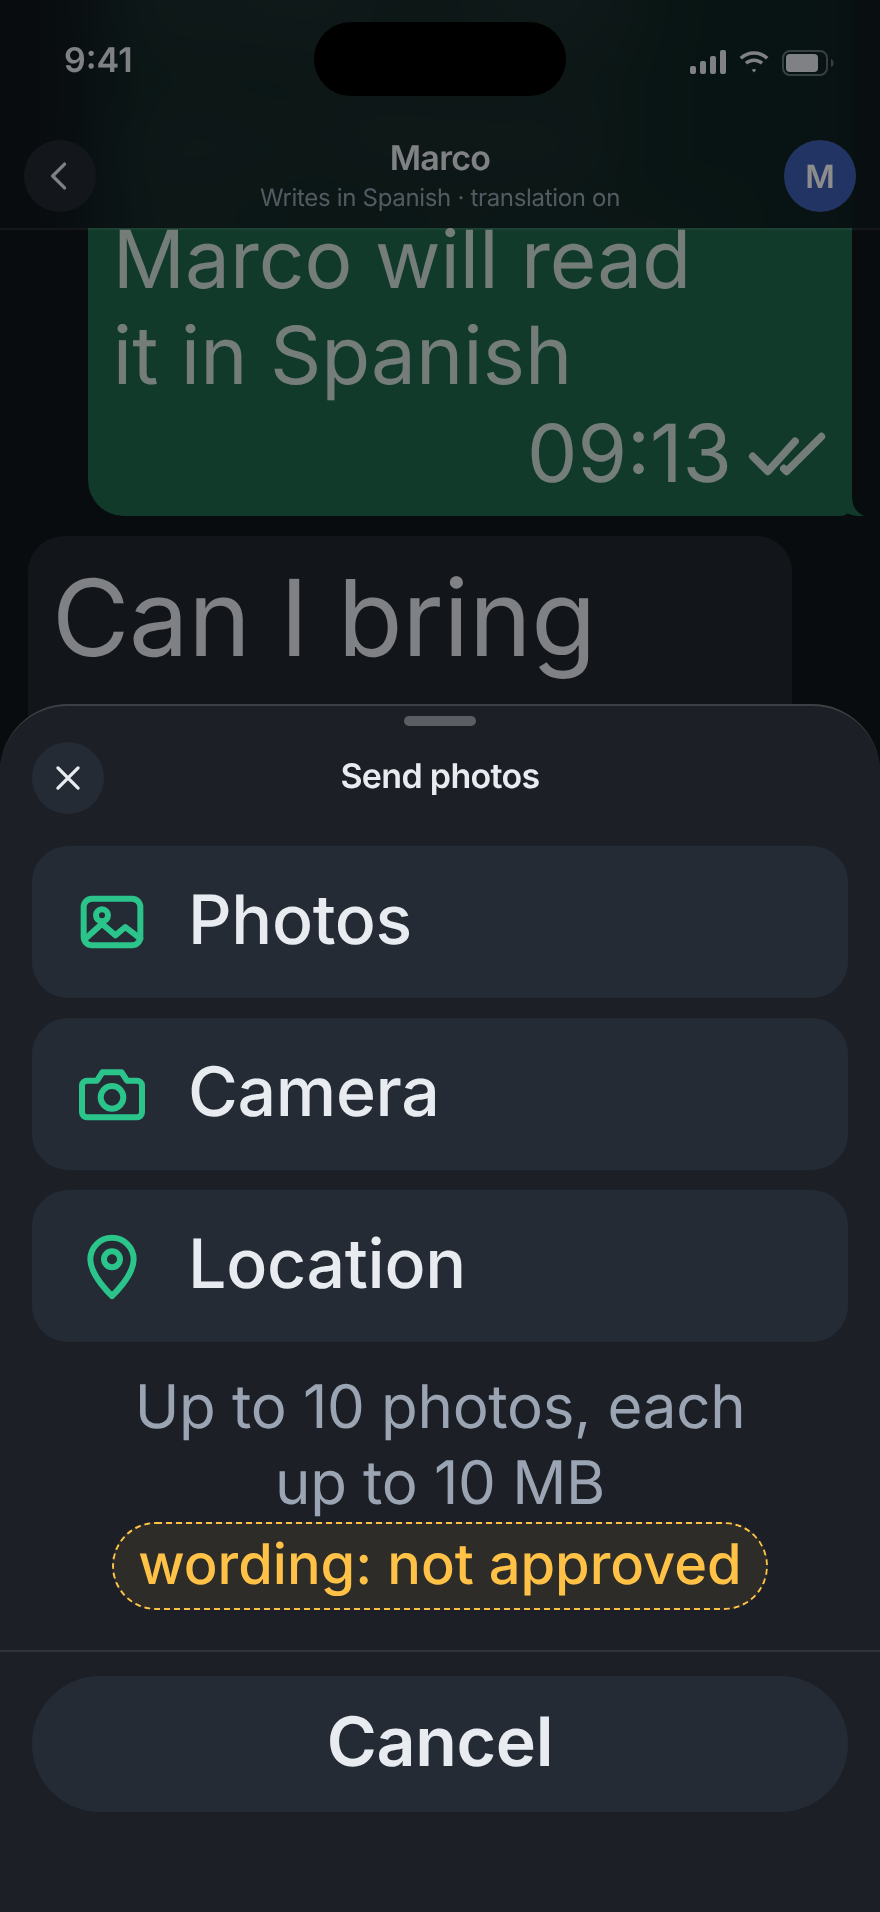 9:41
Marco
Writes in Spanish · translation on
M
Marco will read
it in Spanish
09:13
Can I bring
Send photos
Photos
Camera
Location
Up to 10 photos, each
up to 10 MB
wording: not approved
Cancel